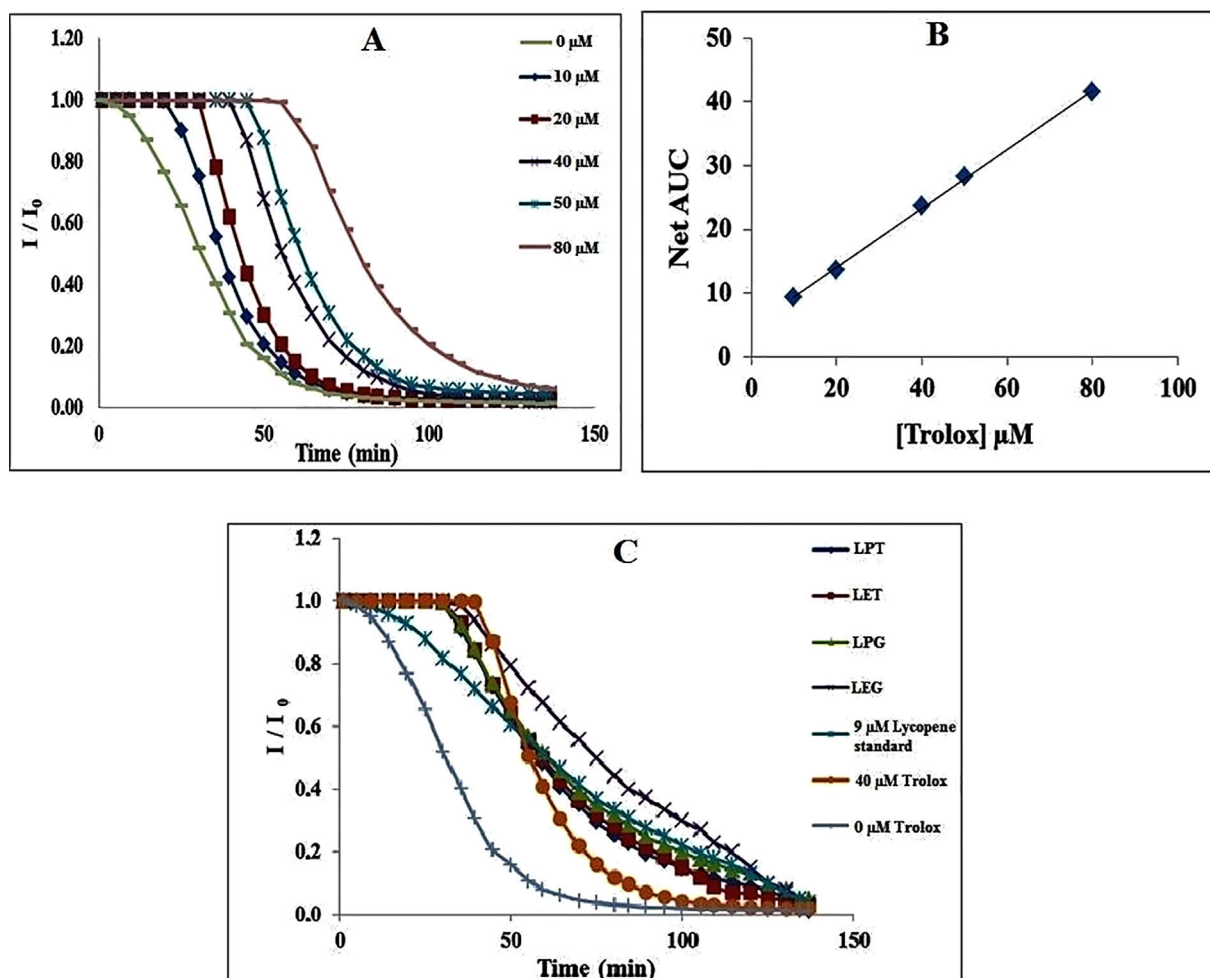 A
1.20
1.00
0.80
0.60
0.40
0.20
0.00
I / I0
0
50
100
150
Time (min)
0 µM
10 µM
20 µM
40 µM
50 µM
80 µM
B
50
40
30
20
10
0
Net AUC
0
20
40
60
80
100
[Trolox] µM
C
1.2
1.0
0.8
0.6
0.4
0.2
0.0
I / I0
0
50
100
150
Time (min)
LPT
LET
LPG
LEG
9 µM Lycopene
standard
40 µM Trolox
0 µM Trolox